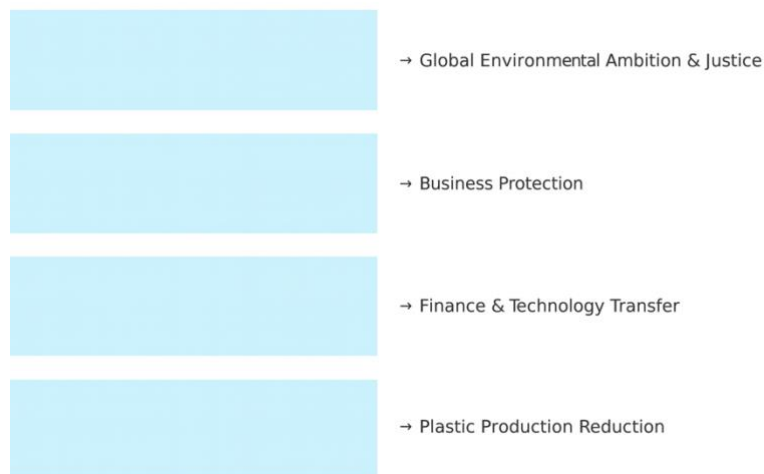 → Global Environmental Ambition & Justice
→ Business Protection
→ Finance & Technology Transfer
→ Plastic Production Reduction